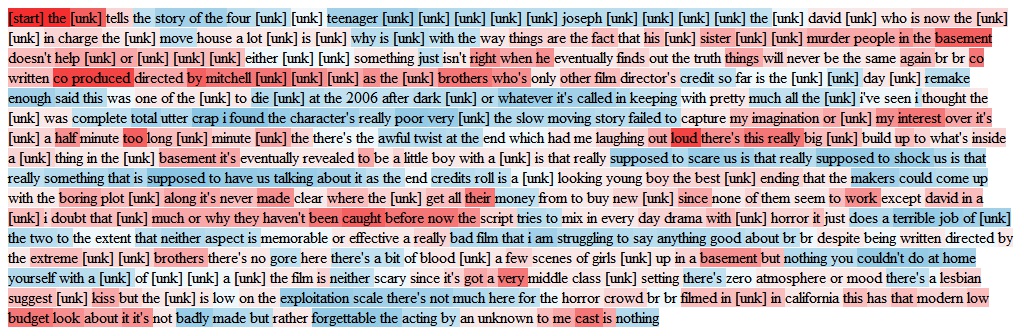 [start] the [unk] tells the story of the four [unk] [unk] teenager [unk] [unk] [unk] [unk] [unk] joseph [unk] [unk] [unk] [unk] the [unk] david [unk] who is now the [unk]
[unk] in charge the [unk] move house a lot [unk] is [unk] why is [unk] with the way things are the fact that his [unk] sister [unk] [unk] murder people in the basement
doesn't help [unk] or [unk] [unk] [unk] either [unk] [unk] something just isn't right when he eventually finds out the truth things will never be the same again br br co
written co produced directed by mitchell [unk] [unk] [unk] as the [unk] brothers who's only other film director's credit so far is the [unk] [unk] day [unk] remake
enough said this was one of the [unk] to die [unk] at the 2006 after dark [unk] or whatever it's called in keeping with pretty much all the [unk] i've seen i thought the
[unk] was complete total utter crap i found the character's really poor very [unk] the slow moving story failed to capture my imagination or [unk] my interest over it's
[unk] a half minute too long [unk] minute [unk] the there's the awful twist at the end which had me laughing out loud there's this really big [unk] build up to what's inside
a [unk] thing in the [unk] basement it's eventually revealed to be a little boy with a [unk] is that really supposed to scare us is that really supposed to shock us is that
really something that is supposed to have us talking about it as the end credits roll is a [unk] looking young boy the best [unk] ending that the makers could come up
with the boring plot [unk] along it's never made clear where the [unk] get all their money from to buy new [unk] since none of them seem to work except david in a
[unk] i doubt that [unk] much or why they haven't been caught before now the script tries to mix in every day drama with [unk] horror it just does a terrible job of [unk]
the two to the extent that neither aspect is memorable or effective a really bad film that i am struggling to say anything good about br br despite being written directed by
the extreme [unk] [unk] brothers there's no gore here there's a bit of blood [unk] a few scenes of girls [unk] up in a basement but nothing you couldn't do at home
yourself with a [unk] of [unk] [unk] a [unk] the film is neither scary since it's got a very middle class [unk] setting there's zero atmosphere or mood there's a lesbian
suggest [unk] kiss but the [unk] is low on the exploitation scale there's not much here for the horror crowd br br filmed in [unk] in california this has that modern low
budget look about it it's not badly made but rather forgettable the acting by an unknown to me cast is nothing